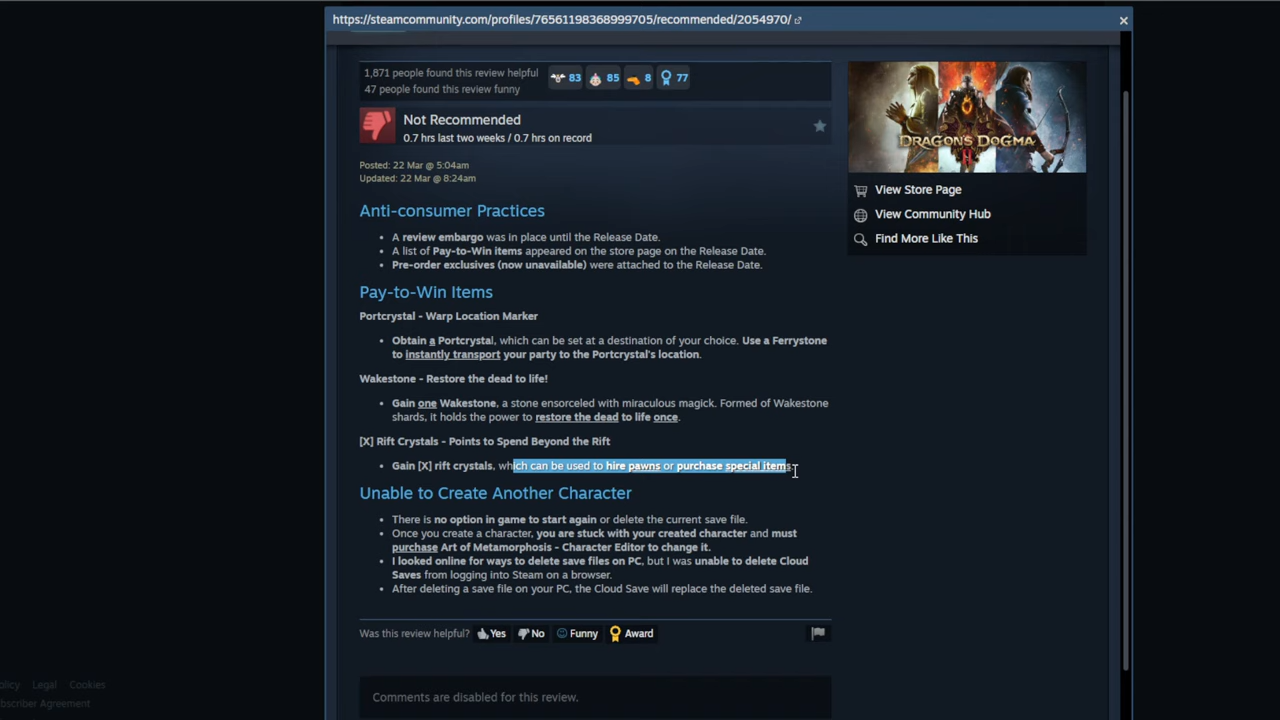 https://steamcommunity.com/profiles/76561198368999705/recommended/2054970/
1,871 people found this review helpful
47 people found this review funny
83
85
8
77
Not Recommended
0.7 hrs last two weeks / 0.7 hrs on record
Posted: 22 Mar @ 5:04am
Updated: 22 Mar @ 8:24am
DRAGON'S DOGMA
II
View Store Page
View Community Hub
Find More Like This
Anti-consumer Practices
• A review embargo was in place until the Release Date.
• A list of Pay-to-Win items appeared on the store page on the Release Date.
• Pre-order exclusives (now unavailable) were attached to the Release Date.
Pay-to-Win Items
Portcrystal - Warp Location Marker
• Obtain a Portcrystal, which can be set at a destination of your choice. Use a Ferrystone
to instantly transport your party to the Portcrystal's location.
Wakestone - Restore the dead to life!
• Gain one Wakestone, a stone ensorceled with miraculous magick. Formed of Wakestone
shards, it holds the power to restore the dead to life once.
[X] Rift Crystals - Points to Spend Beyond the Rift
• Gain [X] rift crystals, which can be used to hire pawns or purchase special items.
Unable to Create Another Character
• There is no option in game to start again or delete the current save file.
• Once you create a character, you are stuck with your created character and must
purchase Art of Metamorphosis - Character Editor to change it.
• I looked online for ways to delete save files on PC, but I was unable to delete Cloud
Saves from logging into Steam on a browser.
• After deleting a save file on your PC, the Cloud Save will replace the deleted save file.
Was this review helpful? Yes No Funny Award
Comments are disabled for this review.
olicy Legal Cookies
bscriber Agreement